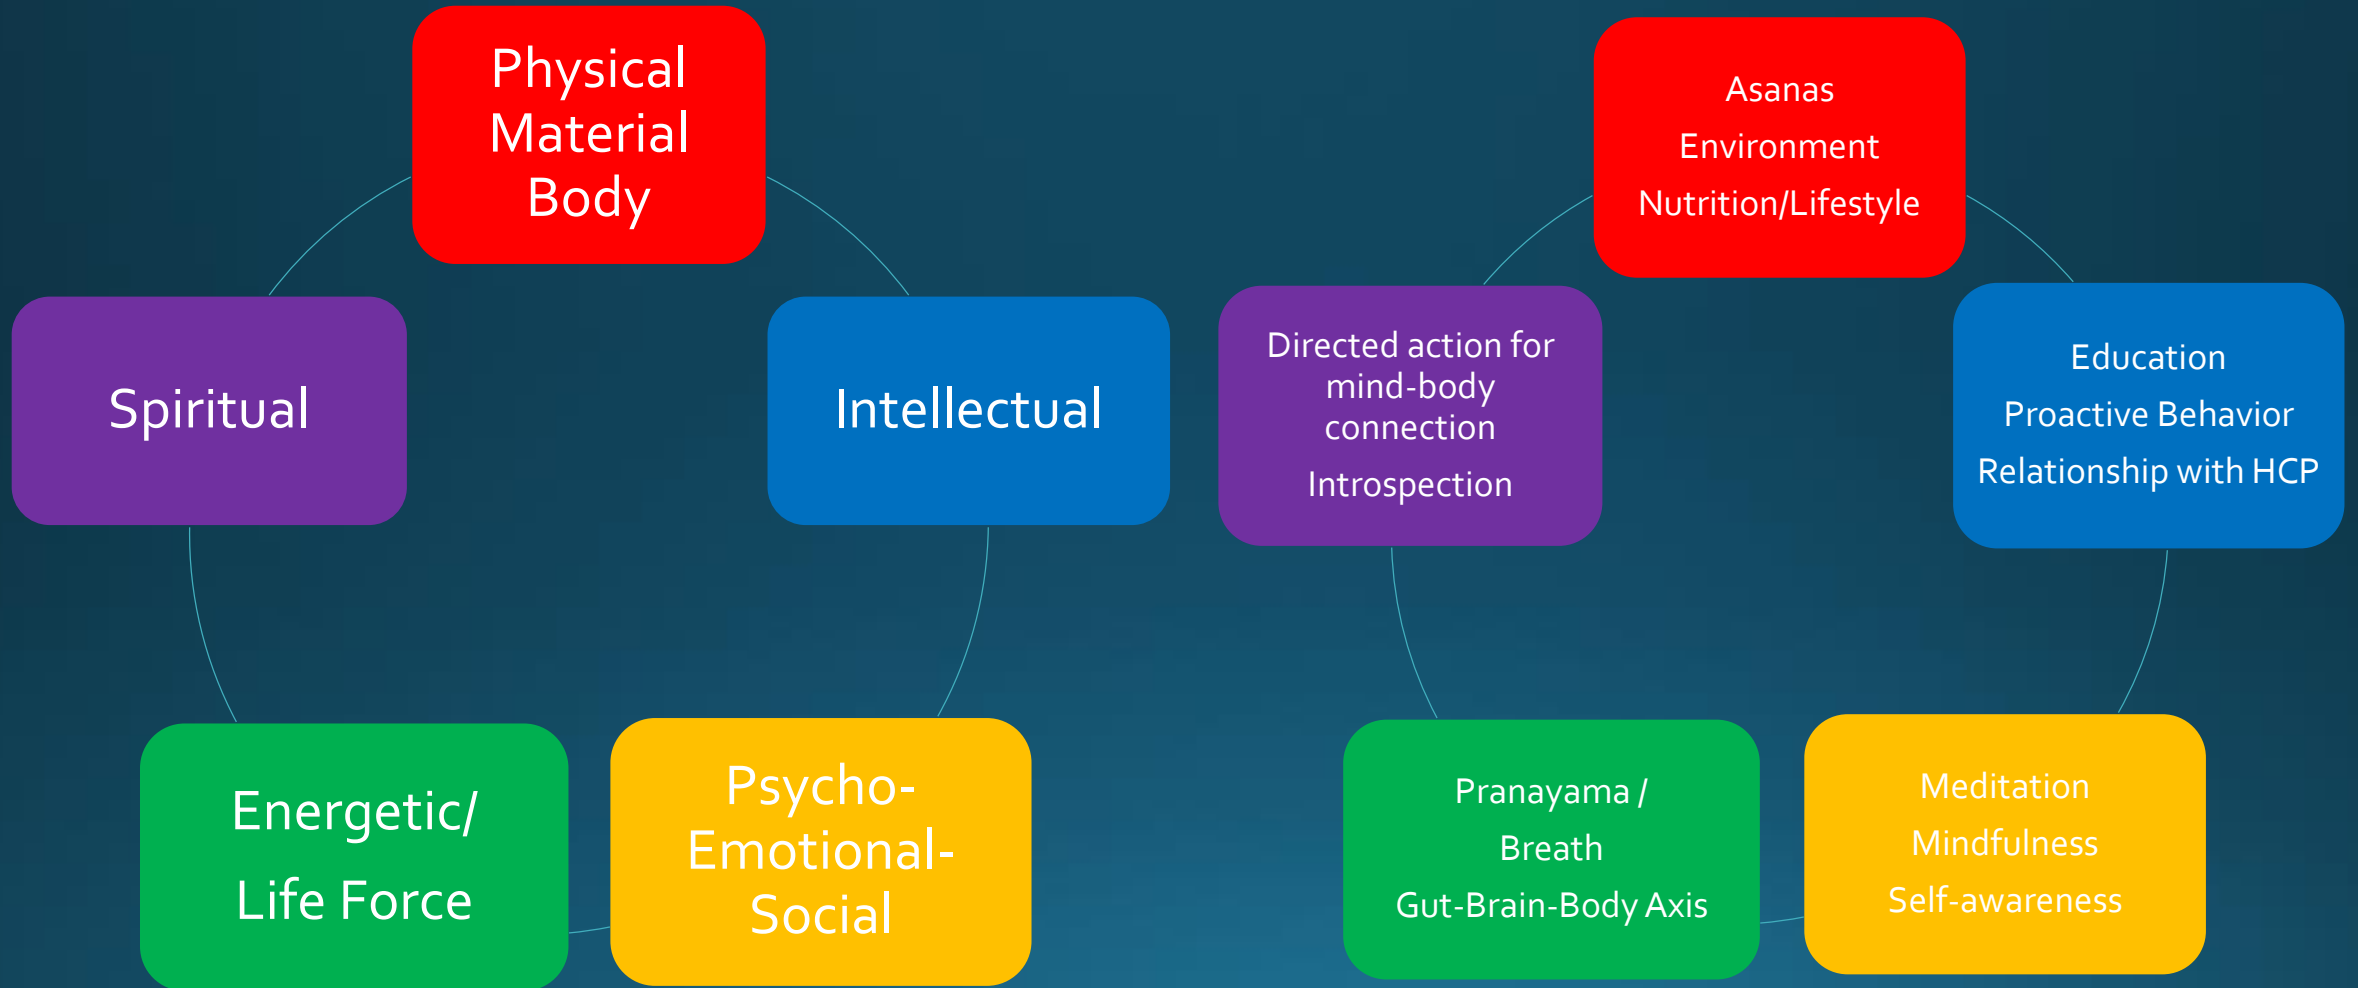 Physical
Material
Body
Spiritual
Intellectual
Energetic/
Life Force
Psycho-
Emotional-
Social
Asanas
Environment
Nutrition/Lifestyle
Directed action for
mind-body
connection
Introspection
Education
Proactive Behavior
Relationship with HCP
Pranayama /
Breath
Gut-Brain-Body Axis
Meditation
Mindfulness
Self-awareness